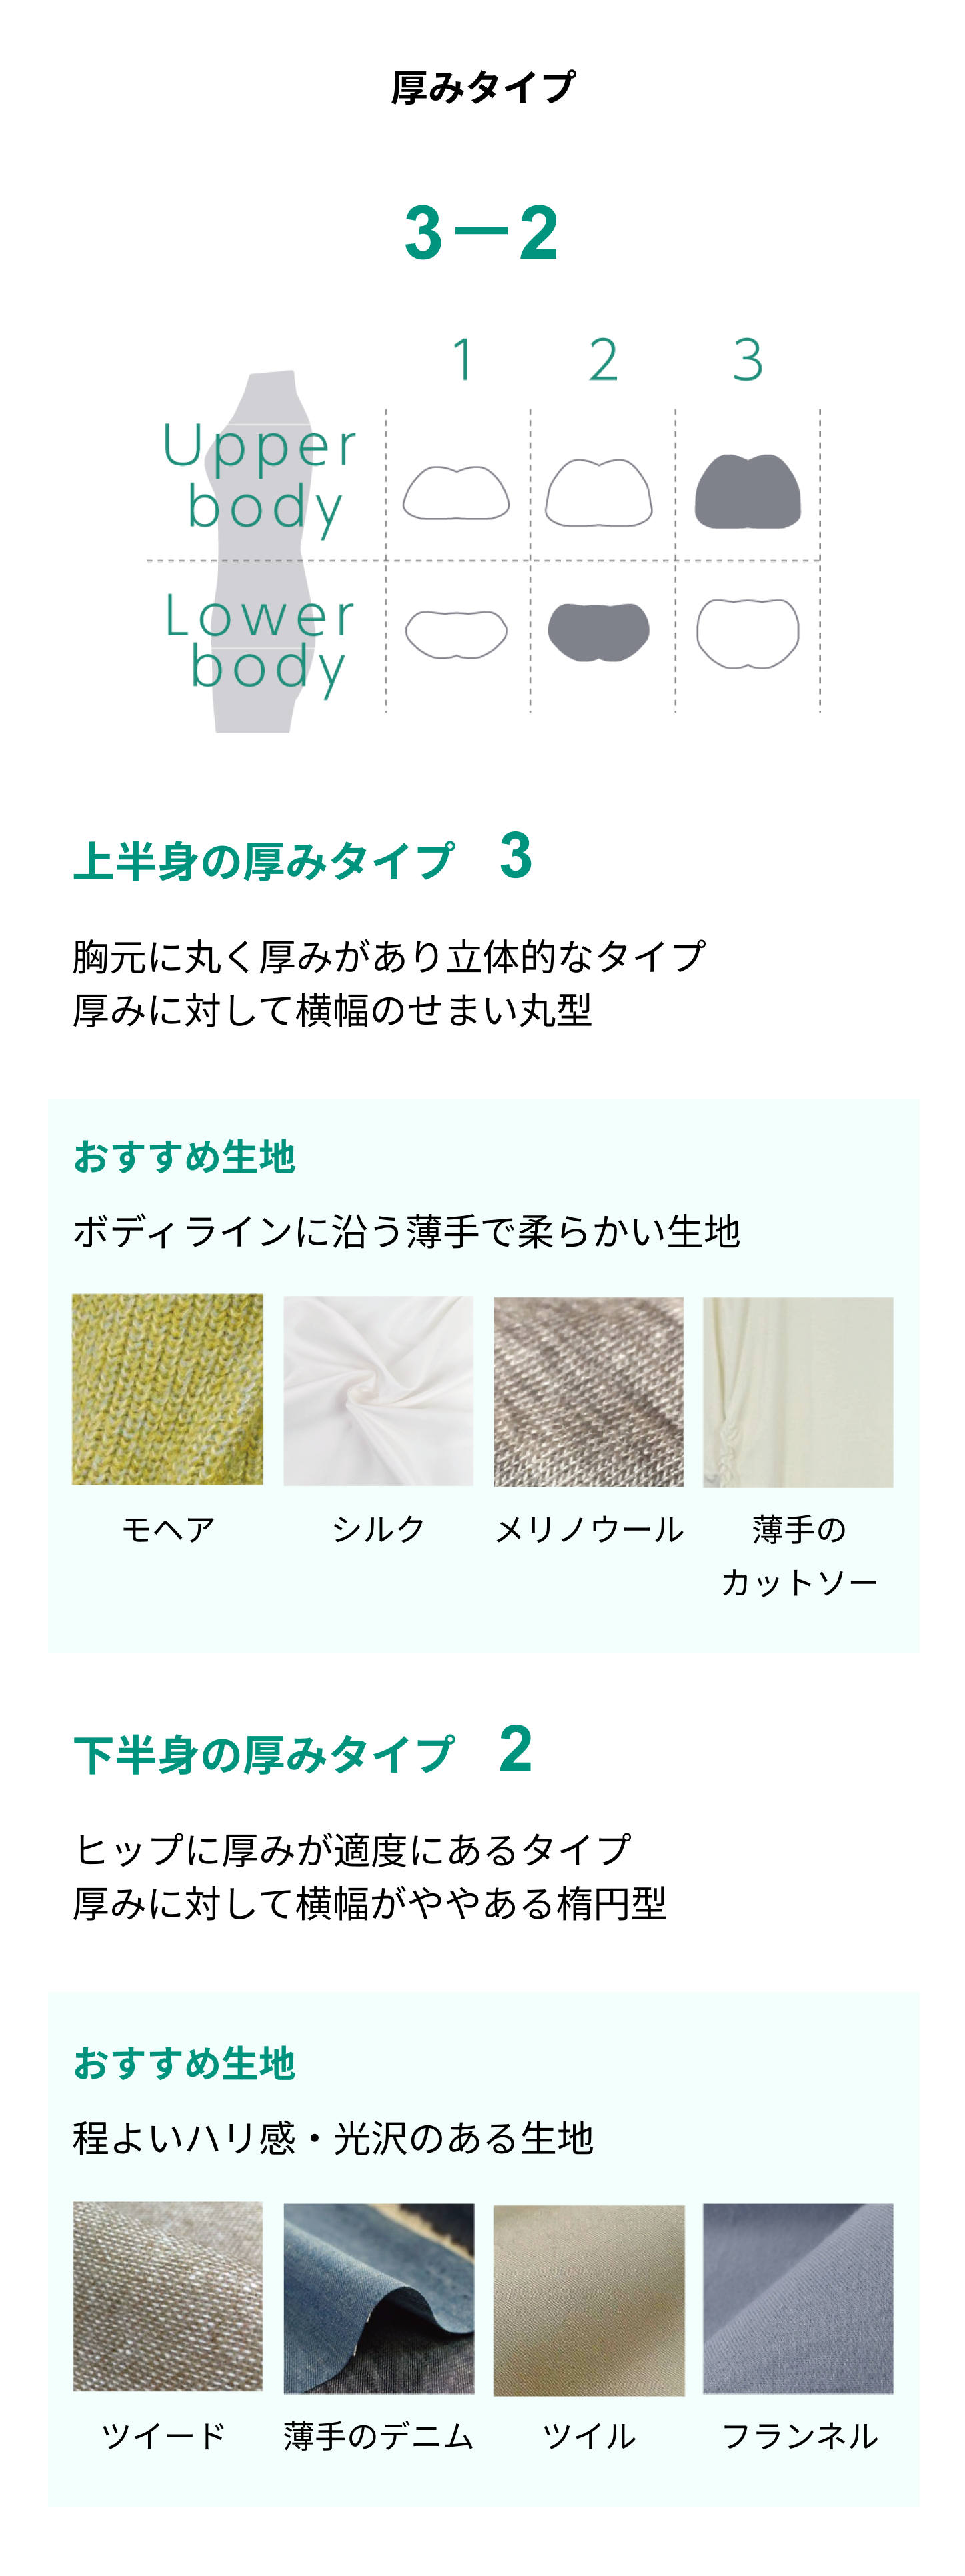 厚みタイプ
3ー2
1 2 3
Upper
body
Lower
body
上半身の厚みタイプ 3
胸元に丸く厚みがあり立体的なタイプ
厚みに対して横幅のせまい丸型
おすすめ生地
ボディラインに沿う薄手で柔らかい生地
モヘア シルク メリノウール 薄手の
カットソー
下半身の厚みタイプ 2
ヒップに厚みが適度にあるタイプ
厚みに対して横幅がややある楕円型
おすすめ生地
程よいハリ感・光沢のある生地
ツイード 薄手のデニム ツイル フランネル